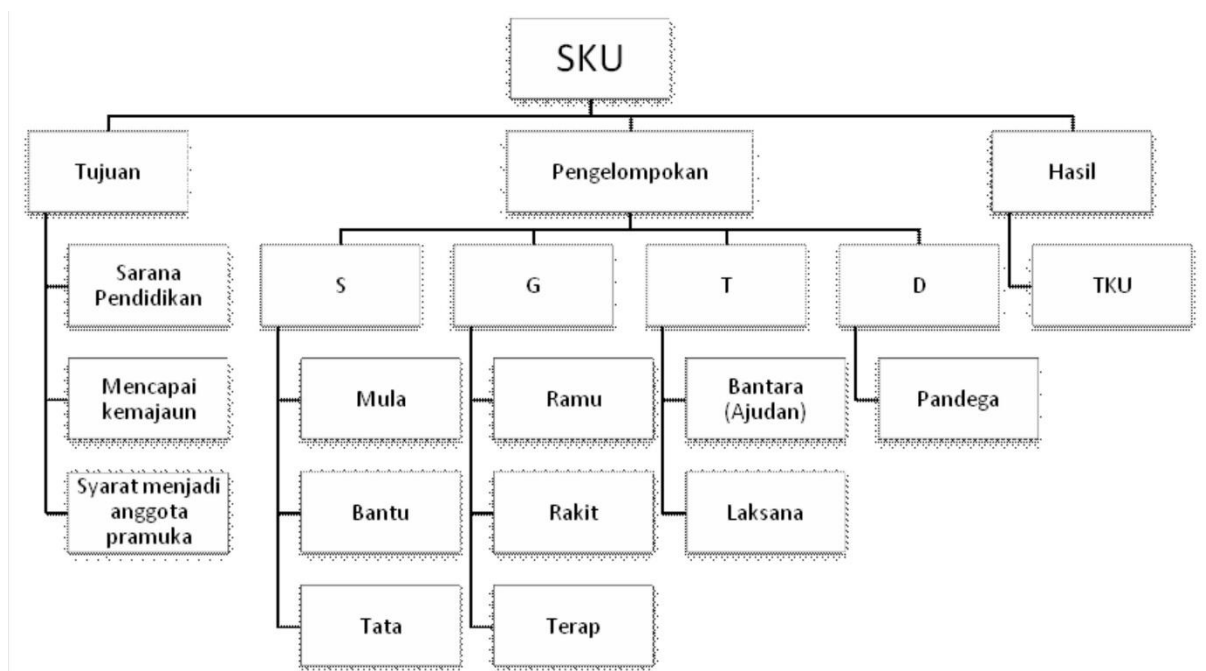 SKU
Tujuan
Pengelompokan
Hasil
Sarana
Pendidikan
S
G
T
D
TKU
Mencapai
kemajaun
Mula
Ramu
Bantara
(Ajudan)
Pandega
Syarat menjadi
anggota
pramuka
Bantu
Rakit
Laksana
Tata
Terap